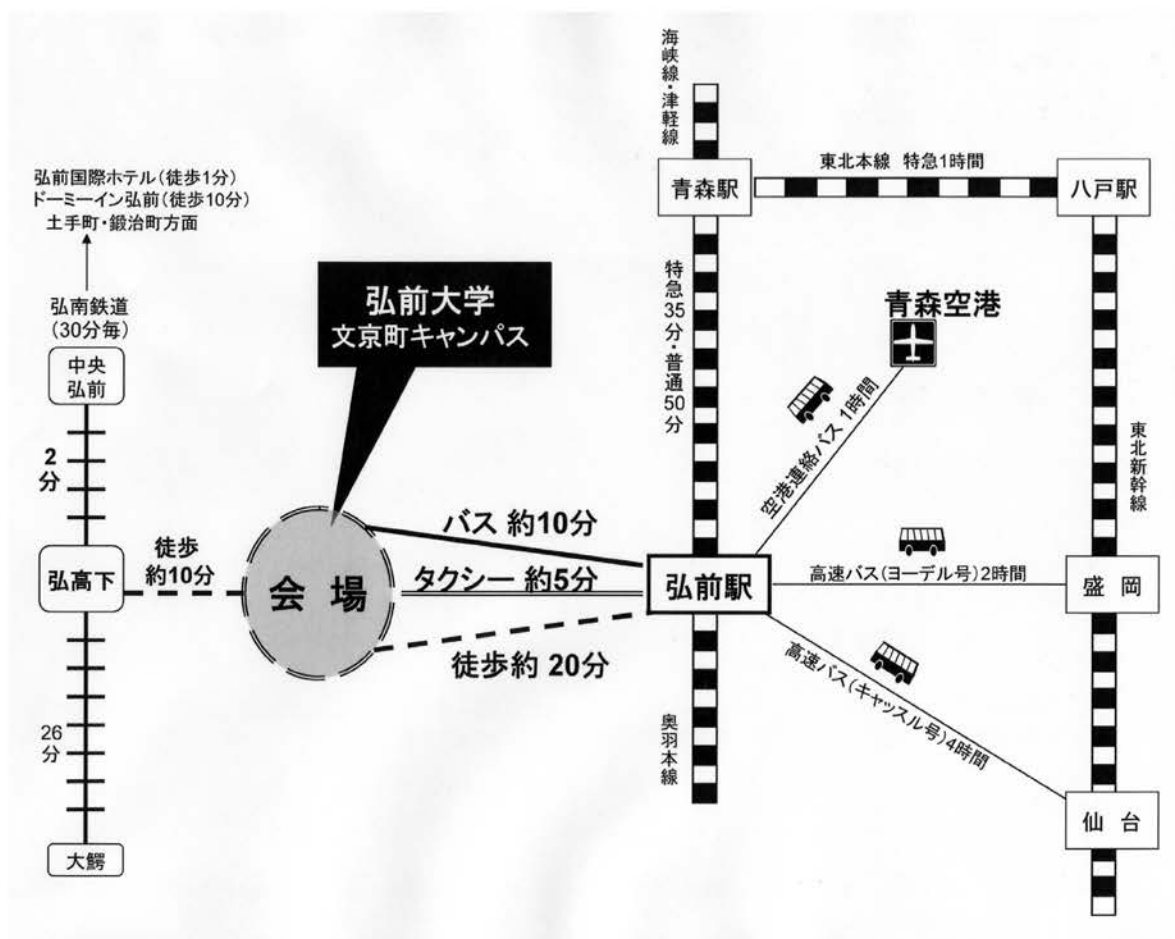 海峡線・津軽線
青森駅
東北本線 特急1時間
八戸駅
弘前国際ホテル(徒歩1分)
ドーミーイン弘前(徒歩10分)
土手町・鍛治町方面
弘南鉄道
(30分毎)
中央
弘前
2分
弘高下
26分
大鰐
徒歩
約10分
弘前大学
文京町キャンパス
会場
バス 約10分
タクシー 約5分
徒歩約 20分
特急35分・普通50分
弘前駅
奥羽本線
青森空港
空港連絡バス 1時間
高速バス(ヨーデル号)2時間
高速バス(キャッスル号)4時間
東北新幹線
盛岡
仙台